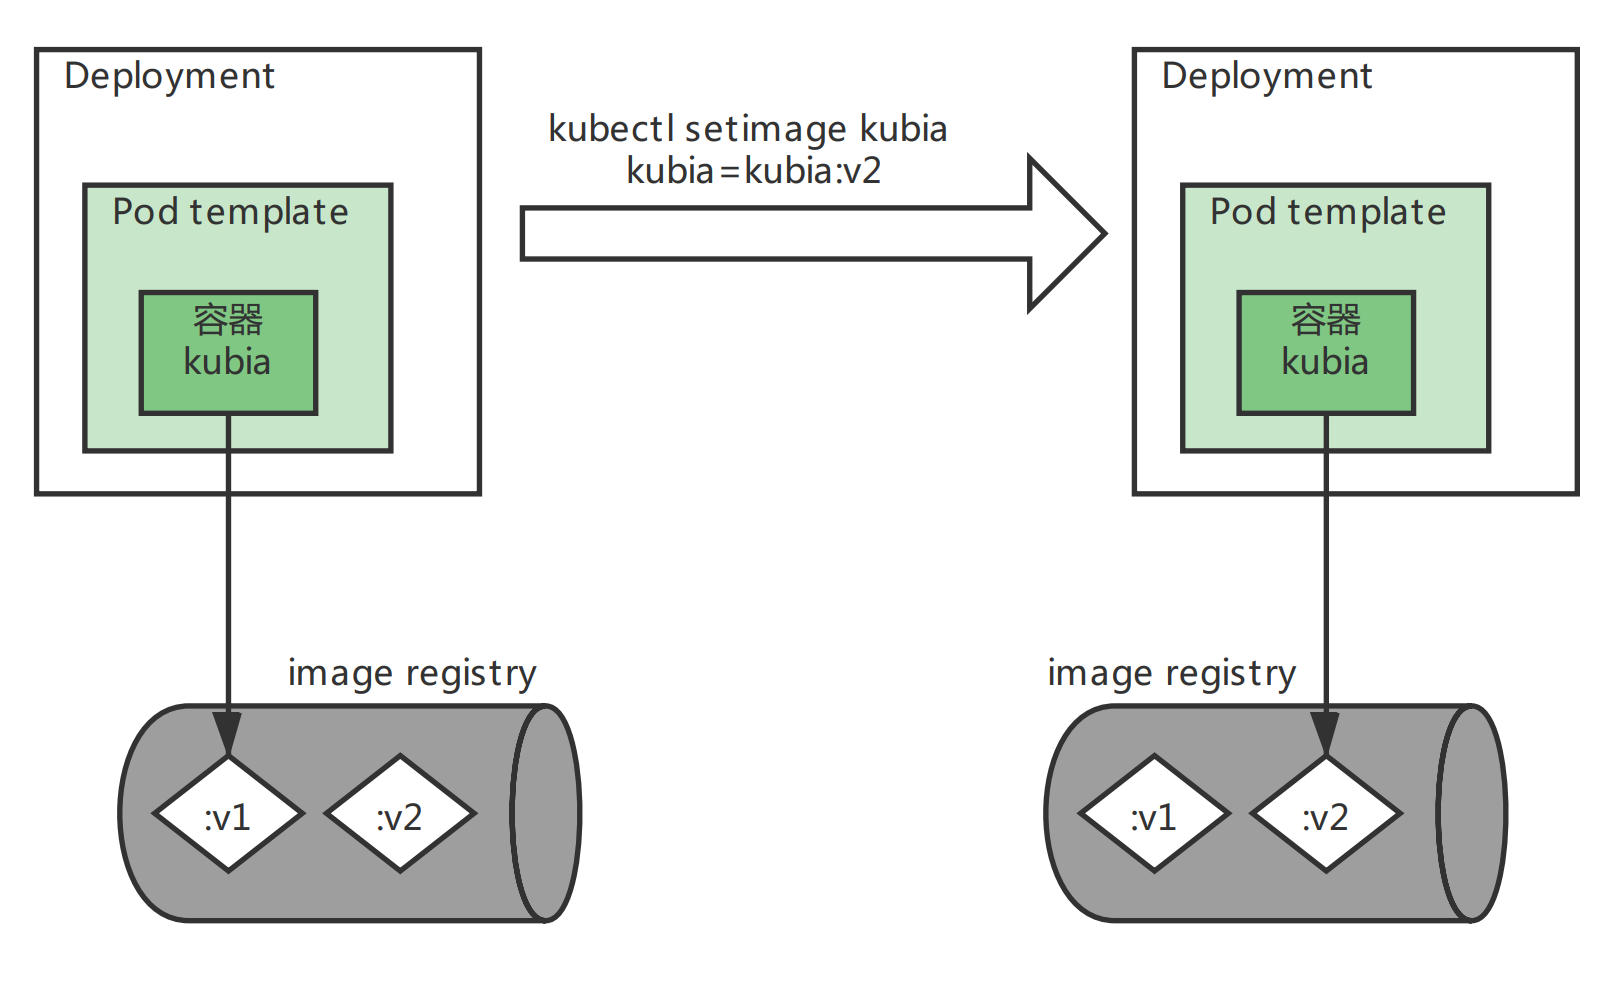 Deployment
Pod template
容器
kubia
kubectl setimage kubia
kubia=kubia:v2
Deployment
Pod template
容器
kubia
image registry
:v1
:v2
image registry
:v1
:v2